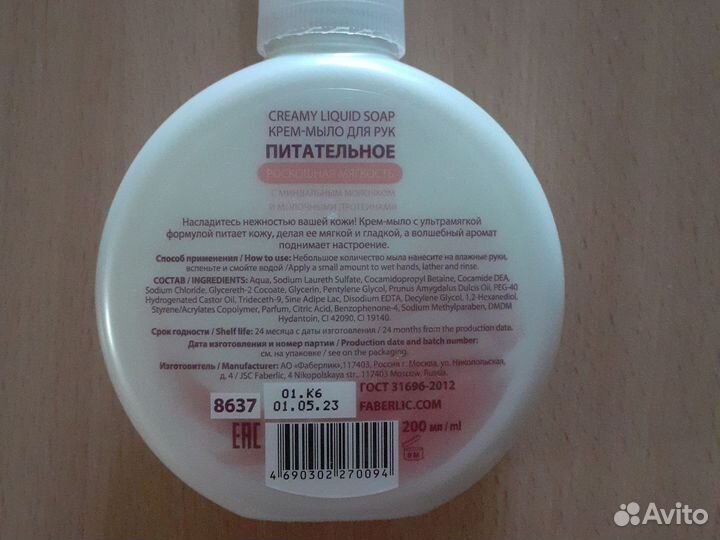 CREAMY LIQUID SOAP
КРЕМ-МЫЛО ДЛЯ РУК
ПИТАТЕЛЬНОЕ
РОСКОШНАЯ МЯГКОСТЬ
С МИНДАЛЬНЫМ МОЛОЧКОМ
И МОЛОЧНЫМИ ПРОТЕИНАМИ
Насладитесь нежностью вашей кожи! Крем-мыло с ультрамягкой
формулой питает кожу, делая ее мягкой и гладкой, а волшебный аромат
поднимает настроение.
Способ применения / How to use: Небольшое количество мыла нанесите на влажные руки,
вспеньте и смойте водой /Apply a small amount to wet hands, lather and rinse.
СОСТАВ / INGREDIENTS: Aqua, Sodium Laureth Sulfate, Cocamidopropyl Betaine, Cocamide DEA,
Sodium Chloride, Glycereth-2 Cocoate, Glycerin, Pentylene Glycol, Prunus Amygdalus Dulcis Oil, PEG-40
Hydrogenated Castor Oil, Trideceth-9, Sine Adipe Lac, Disodium EDTA, Decylene Glycol, 1,2-Hexanediol,
Styrene/Acrylates Copolymer, Parfum, Citric Acid, Benzophenone-4, Sodium Methylparaben, DMDM
Hydantoin, CI 42090, CI 19140.
Срок годности / Shelf life: 24 месяца с даты изготовления / 24 months from the production date.
Дата изготовления и номер партии / Production date and batch number:
см. на упаковке / see on the packaging.
Изготовитель / Manufacturer: АО «Фаберлик»,117403, Россия г. Москва, ул. Никопольская,
д. 4 / JSC Faberlic, 4 Nikopolskaya str., 117403 Moscow, Russia.
ГОСТ 31696-2012
01.К6
8637 01.05.23 FABERLIC.COM
EAC 200 мл / ml
4 690302 270094
Avito